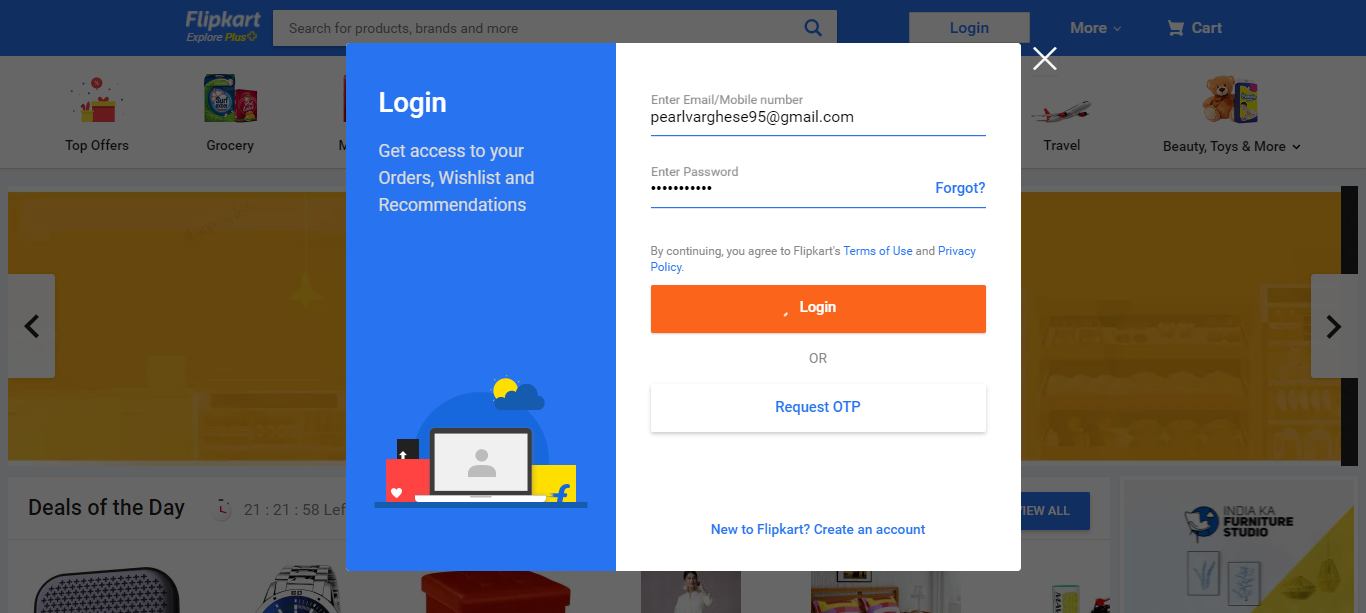 Flipkart
Explore Plus
Search for products, brands and more
Login
More
Cart
Top Offers
Grocery
M
Travel
Beauty, Toys & More
Login
Get access to your
Orders, Wishlist and
Recommendations
Enter Email/Mobile number
pearlvarghese95@gmail.com
Enter Password
•••••••••••
Forgot?
By continuing, you agree to Flipkart's Terms of Use and Privacy
Policy.
Login
OR
Request OTP
New to Flipkart? Create an account
Deals of the Day
21 : 21 : 58 Lef
VIEW ALL
INDIA KA
FURNITURE
STUDIO